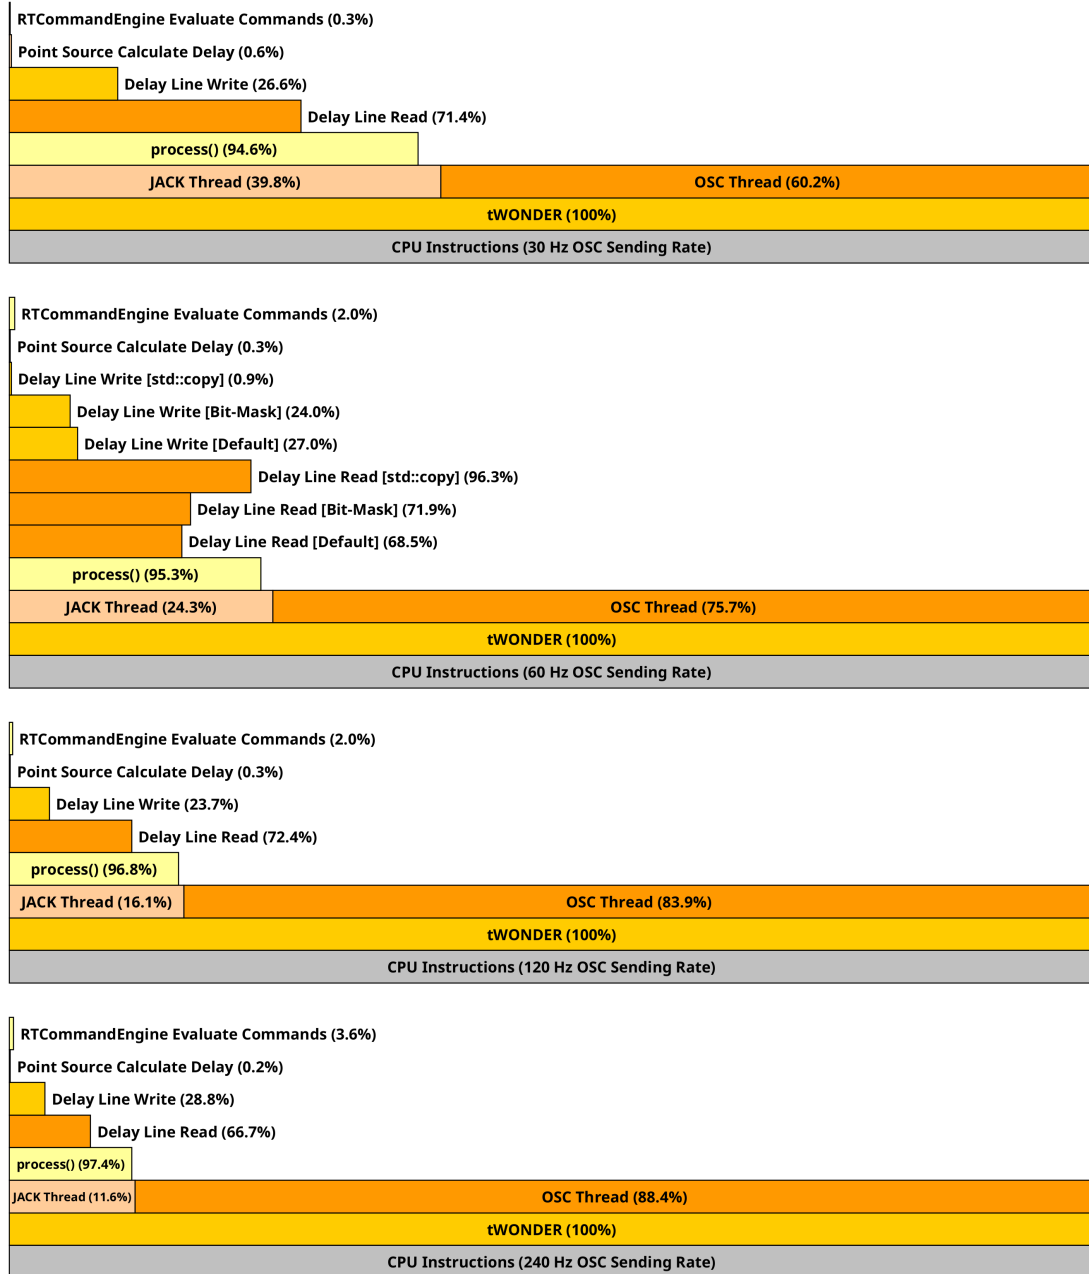 RTCommandEngine Evaluate Commands (0.3%)
Point Source Calculate Delay (0.6%)
Delay Line Write (26.6%)
Delay Line Read (71.4%)
process() (94.6%)
JACK Thread (39.8%) OSC Thread (60.2%)
tWONDER (100%)
CPU Instructions (30 Hz OSC Sending Rate)
RTCommandEngine Evaluate Commands (2.0%)
Point Source Calculate Delay (0.3%)
Delay Line Write [std::copy] (0.9%)
Delay Line Write [Bit-Mask] (24.0%)
Delay Line Write [Default] (27.0%)
Delay Line Read [std::copy] (96.3%)
Delay Line Read [Bit-Mask] (71.9%)
Delay Line Read [Default] (68.5%)
process() (95.3%)
JACK Thread (24.3%) OSC Thread (75.7%)
tWONDER (100%)
CPU Instructions (60 Hz OSC Sending Rate)
RTCommandEngine Evaluate Commands (2.0%)
Point Source Calculate Delay (0.3%)
Delay Line Write (23.7%)
Delay Line Read (72.4%)
process() (96.8%)
JACK Thread (16.1%) OSC Thread (83.9%)
tWONDER (100%)
CPU Instructions (120 Hz OSC Sending Rate)
RTCommandEngine Evaluate Commands (3.6%)
Point Source Calculate Delay (0.2%)
Delay Line Write (28.8%)
Delay Line Read (66.7%)
process() (97.4%)
JACK Thread (11.6%) OSC Thread (88.4%)
tWONDER (100%)
CPU Instructions (240 Hz OSC Sending Rate)